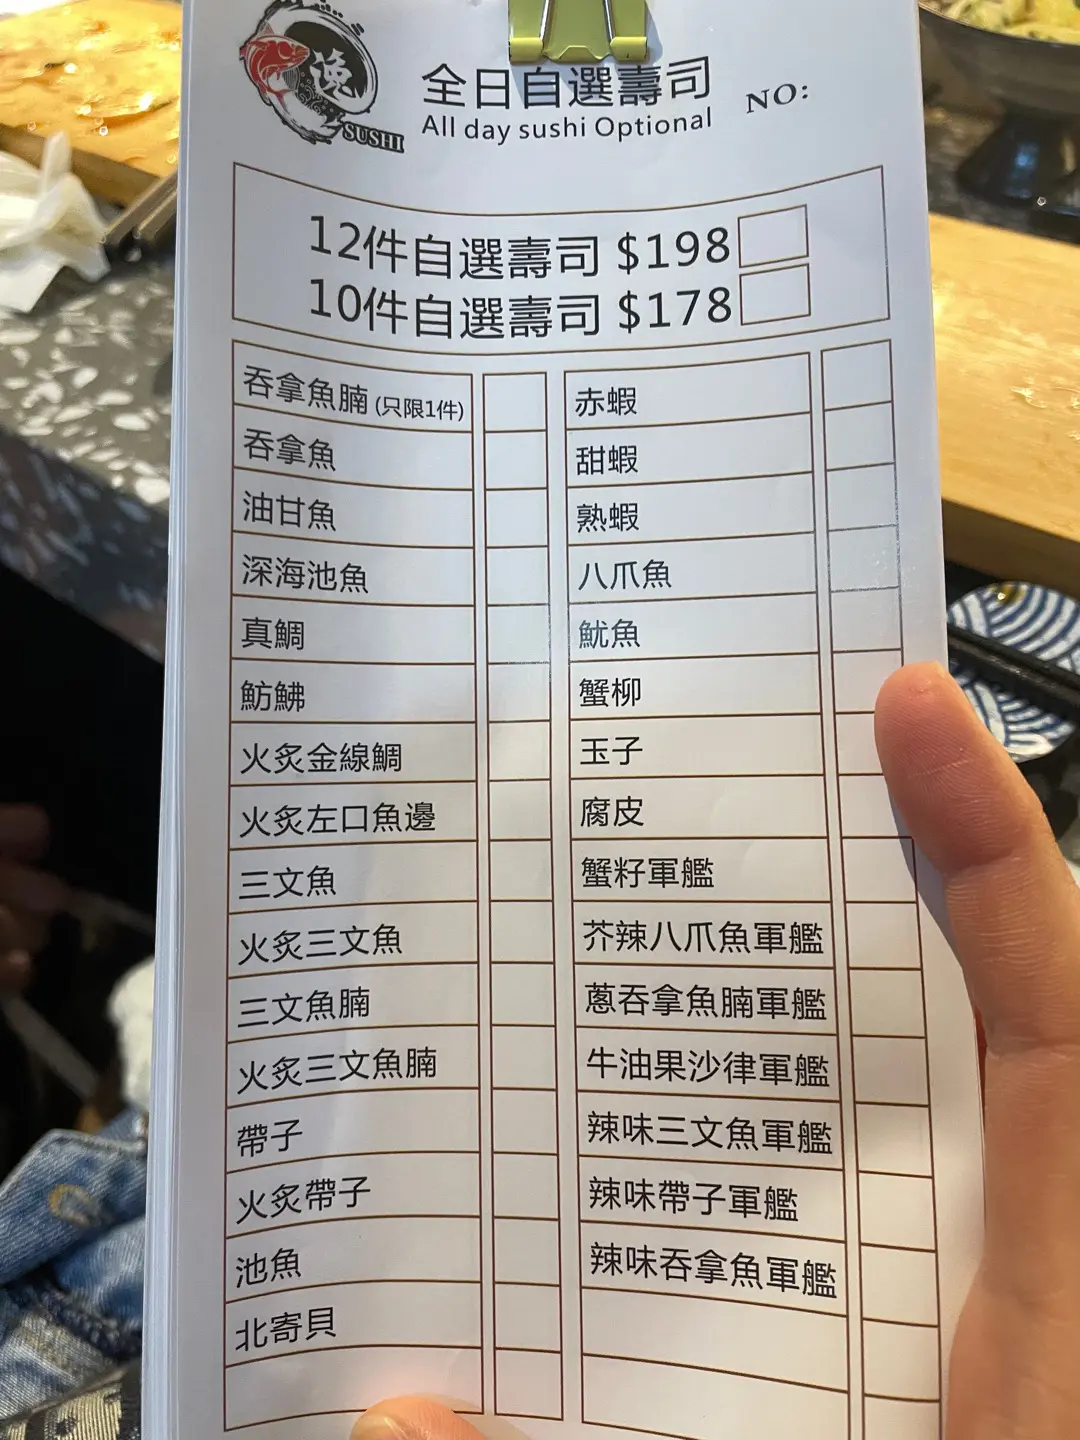 漁
SUSHI
全日自選壽司
All day sushi Optional
NO:
12件自選壽司 $198
10件自選壽司 $178
吞拿魚腩 (只限1件)
吞拿魚
油甘魚
深海池魚
真鯛
魴鮄
火炙金線鯛
火炙左口魚邊
三文魚
火炙三文魚
三文魚腩
火炙三文魚腩
帶子
火炙帶子
池魚
北寄貝
赤蝦
甜蝦
熟蝦
八爪魚
魷魚
蟹柳
玉子
腐皮
蟹籽軍艦
芥辣八爪魚軍艦
蔥吞拿魚腩軍艦
牛油果沙律軍艦
辣味三文魚軍艦
辣味帶子軍艦
辣味吞拿魚軍艦